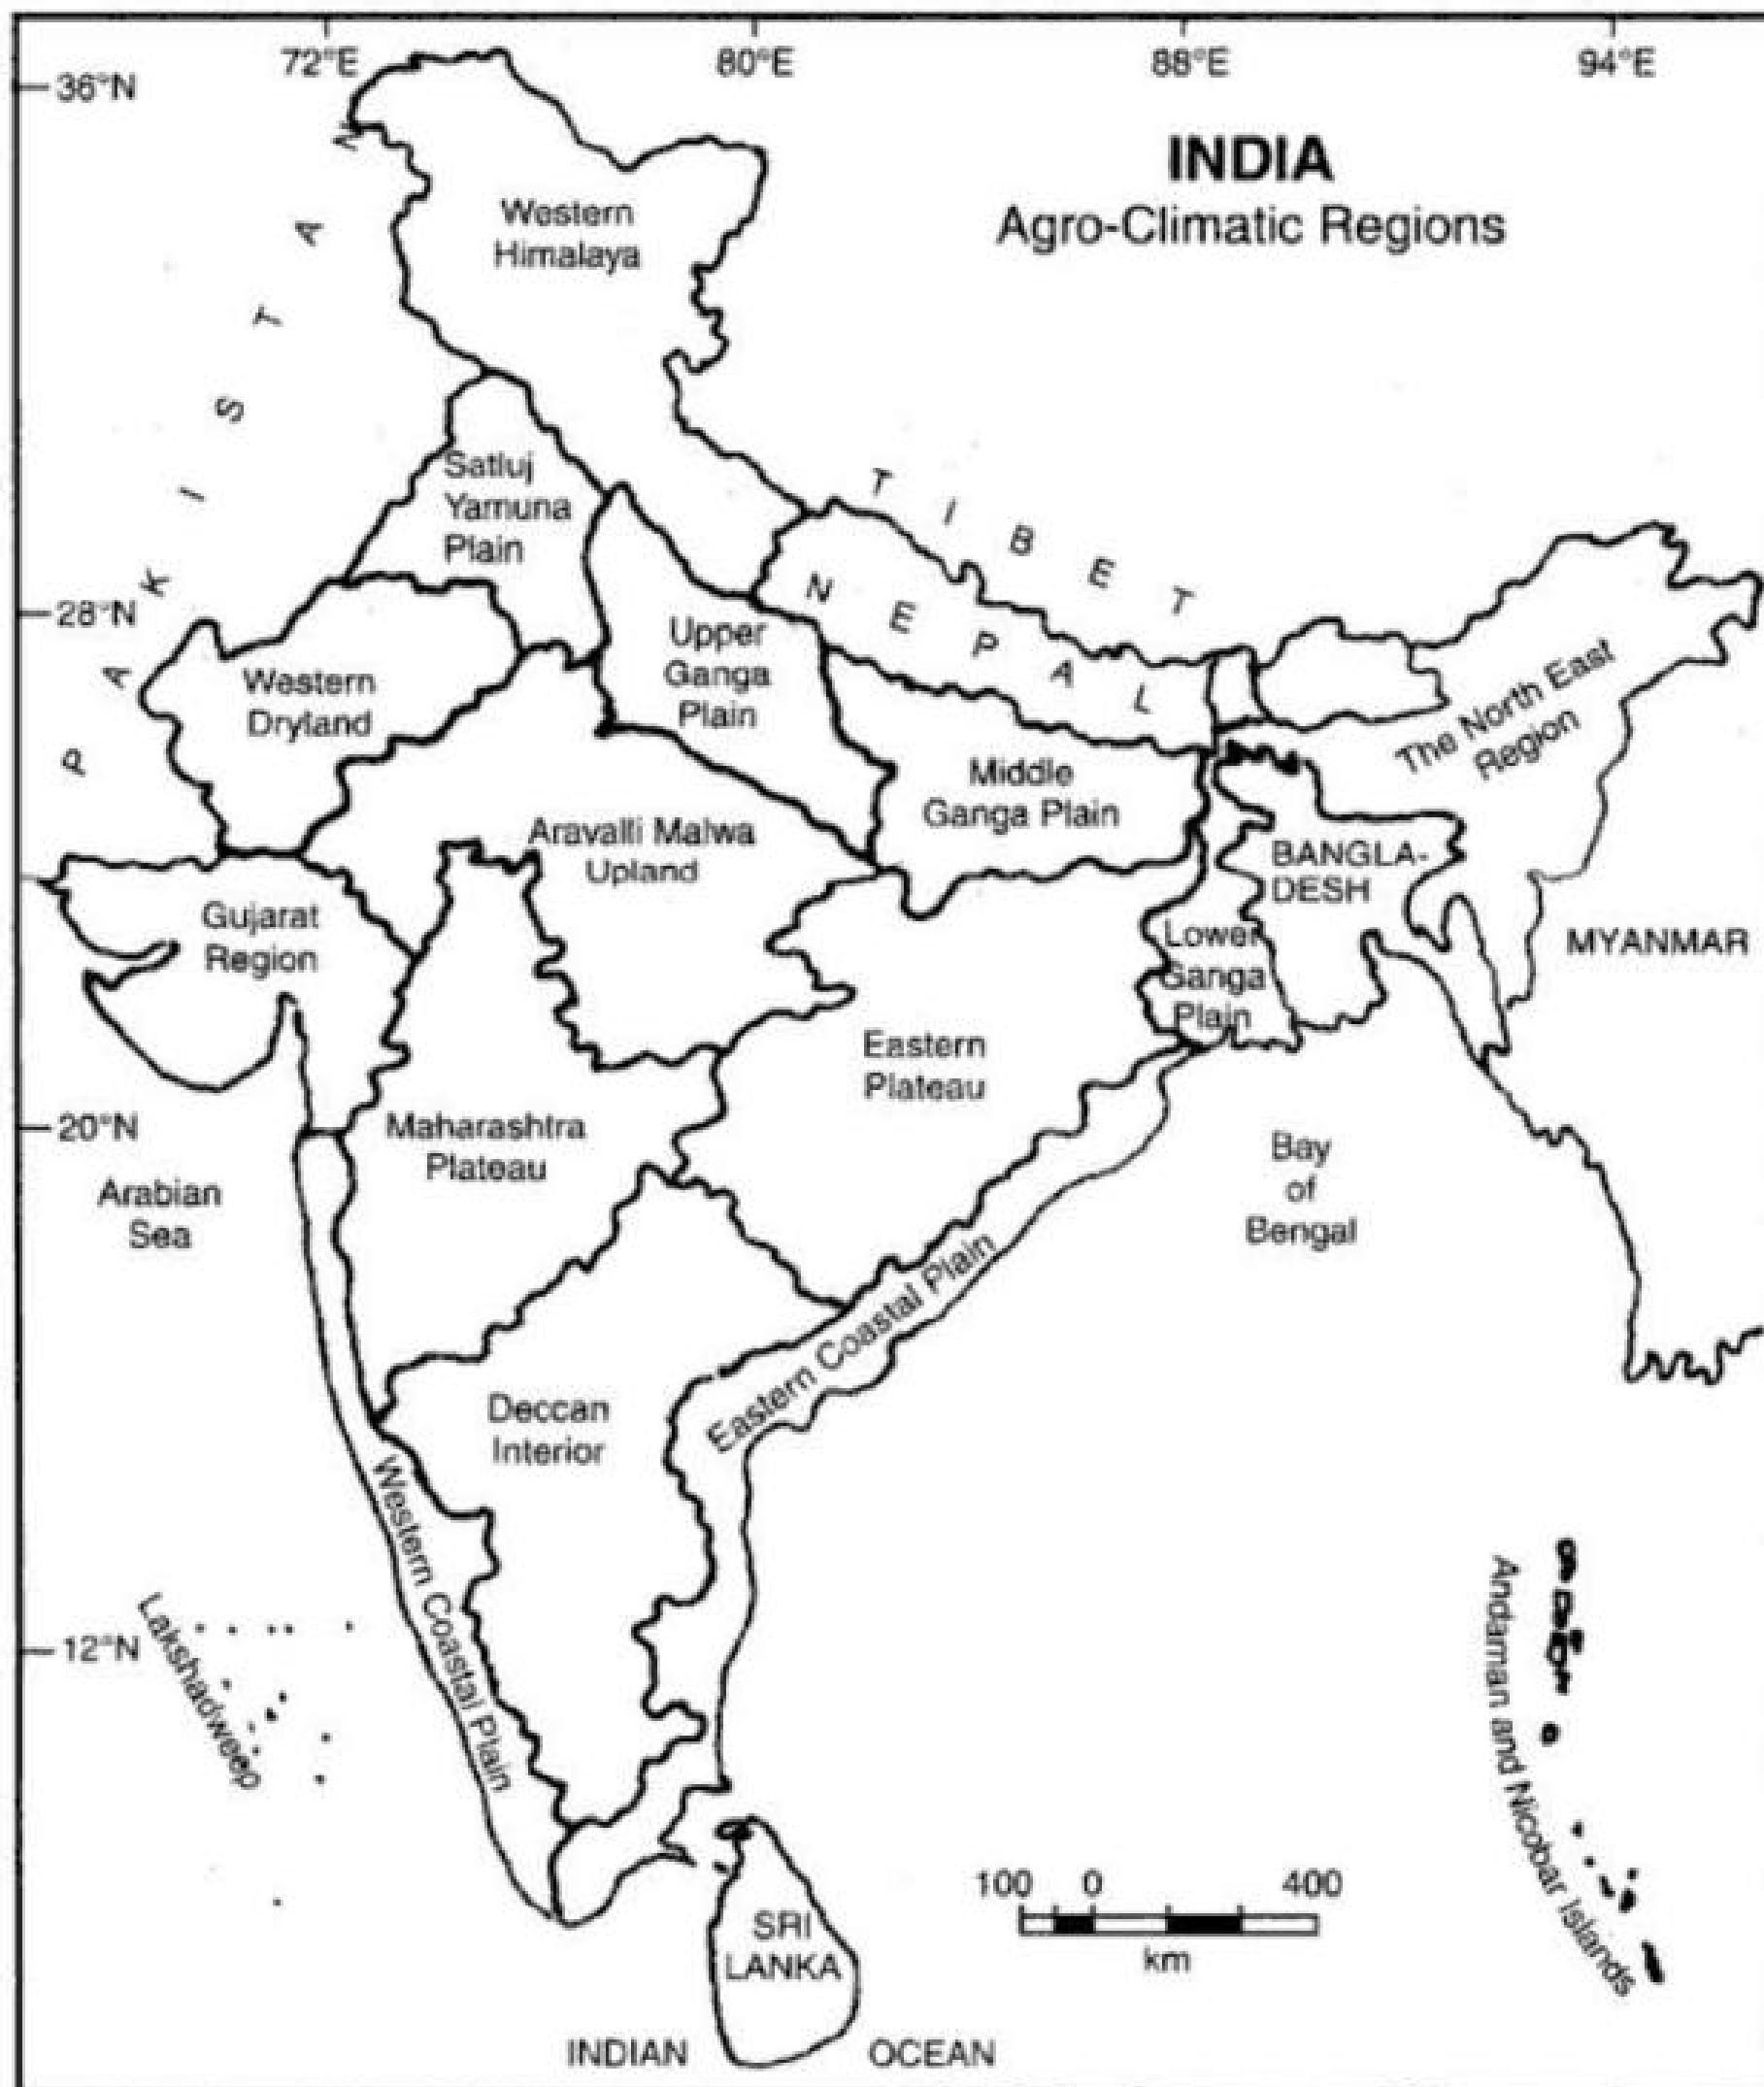 72°E
80°E
88°E
94°E
36°N
INDIA
Agro-Climatic Regions
PAKISTAN
Western
Himalaya
Satluj
Yamuna
Plain
TIBET
NEPAL
28°N
Western
Dryland
Upper
Ganga
Plain
The North East
Region
Middle
Ganga Plain
Aravalli Malwa
Upland
BANGLA-
DESH
Gujarat
Region
Lower
Ganga
Plain
MYANMAR
Eastern
Plateau
20°N
Maharashtra
Plateau
Arabian
Sea
Bay
of
Bengal
Eastern Coastal Plain
Deccan
Interior
Western Coastal Plain
12°N
Lakshadweep
Andaman and Nicobar Islands
100 0 400
km
SRI
LANKA
INDIAN OCEAN